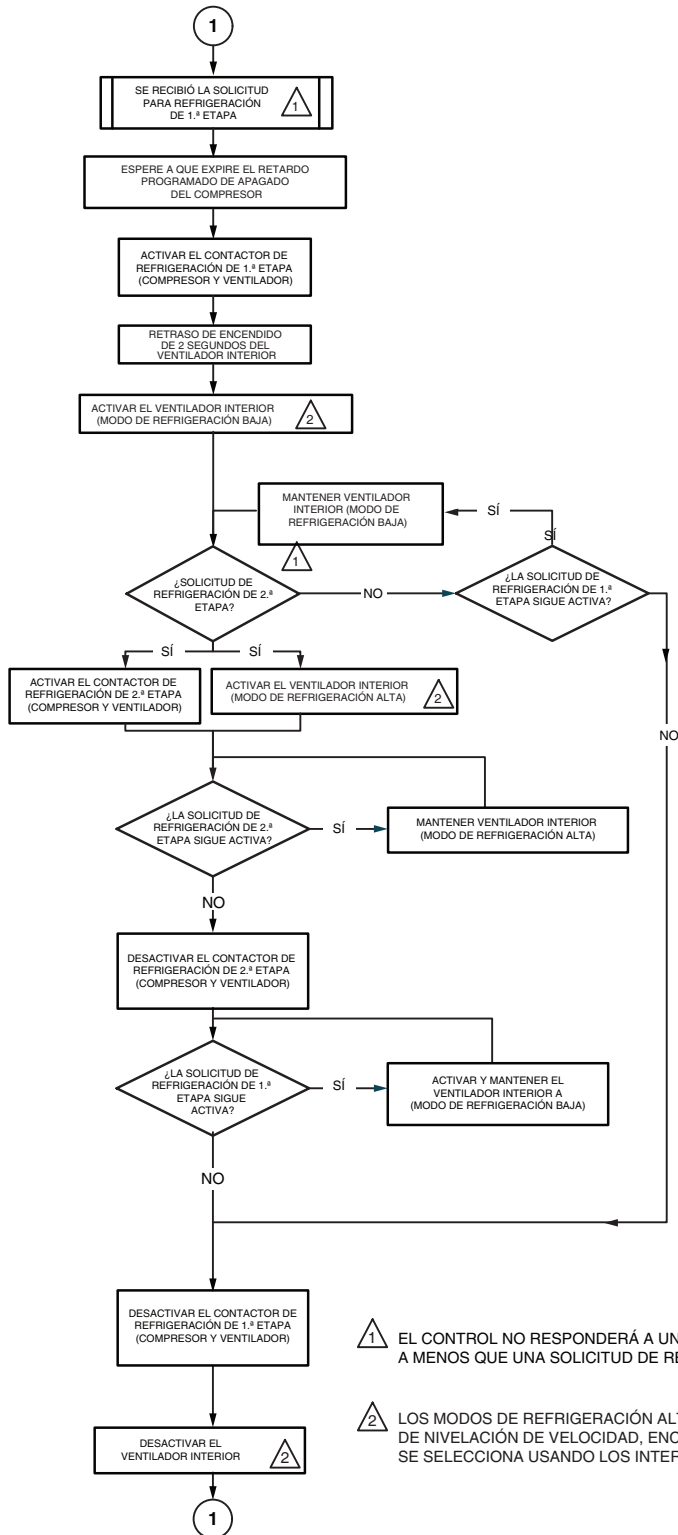 1
SE RECIBIÓ LA SOLICITUD
PARA REFRIGERACIÓN
DE 1.ª ETAPA
1
ESPERE A QUE EXPIRE EL RETARDO
PROGRAMADO DE APAGADO
DEL COMPRESOR
ACTIVAR EL CONTACTOR DE
REFRIGERACIÓN DE 1.ª ETAPA
(COMPRESOR Y VENTILADOR)
RETRASO DE ENCENDIDO
DE 2 SEGUNDOS DEL
VENTILADOR INTERIOR
ACTIVAR EL VENTILADOR INTERIOR
(MODO DE REFRIGERACIÓN BAJA)
2
MANTENER VENTILADOR
INTERIOR (MODO DE
REFRIGERACIÓN BAJA)
1
SÍ
SÍ
¿SOLICITUD DE
REFRIGERACIÓN DE 2.ª
ETAPA?
NO
¿LA SOLICITUD DE
REFRIGERACIÓN DE 1.ª
ETAPA SIGUE ACTIVA?
SÍ
SÍ
ACTIVAR EL CONTACTOR DE
REFRIGERACIÓN DE 2.ª ETAPA
(COMPRESOR Y VENTILADOR)
ACTIVAR EL VENTILADOR INTERIOR
(MODO DE REFRIGERACIÓN ALTA)
2
NO
¿LA SOLICITUD DE
REFRIGERACIÓN DE 2.ª
ETAPA SIGUE ACTIVA?
SÍ
MANTENER VENTILADOR INTERIOR
(MODO DE REFRIGERACIÓN ALTA)
NO
DESACTIVAR EL CONTACTOR DE
REFRIGERACIÓN DE 2.ª ETAPA
(COMPRESOR Y VENTILADOR)
¿LA SOLICITUD DE
REFRIGERACIÓN DE 1.ª
ETAPA SIGUE
ACTIVA?
SÍ
ACTIVAR Y MANTENER EL
VENTILADOR INTERIOR A
(MODO DE REFRIGERACIÓN BAJA)
NO
DESACTIVAR EL CONTACTOR DE
REFRIGERACIÓN DE 1.ª ETAPA
(COMPRESOR Y VENTILADOR)
1 EL CONTROL NO RESPONDERÁ A UN
A MENOS QUE UNA SOLICITUD DE RE
2 LOS MODOS DE REFRIGERACIÓN ALT
DE NIVELACIÓN DE VELOCIDAD, ENC
SE SELECCIONA USANDO LOS INTER
DESACTIVAR EL
VENTILADOR INTERIOR
2
1